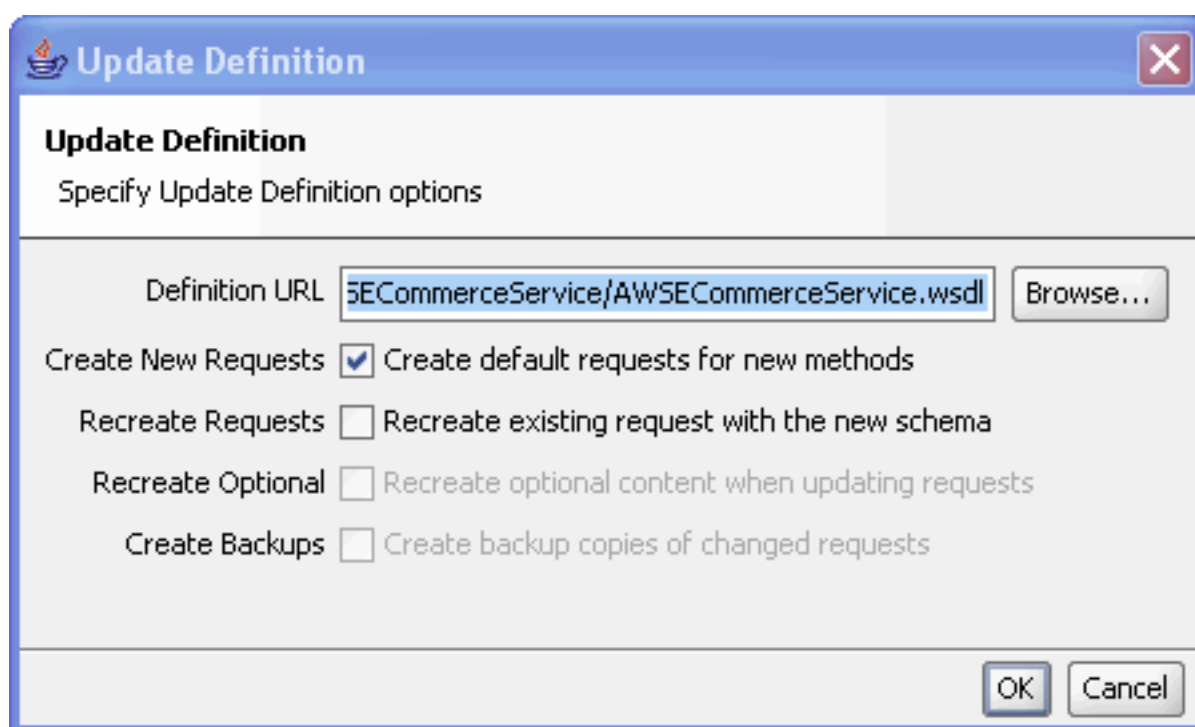 Update Definition
Update Definition
Specify Update Definition options
Definition URL SECommerceService/AWSECommerceService.wsdl Browse...
Create New Requests Create default requests for new methods
Recreate Requests Recreate existing request with the new schema
Recreate Optional Recreate optional content when updating requests
Create Backups Create backup copies of changed requests
OK Cancel